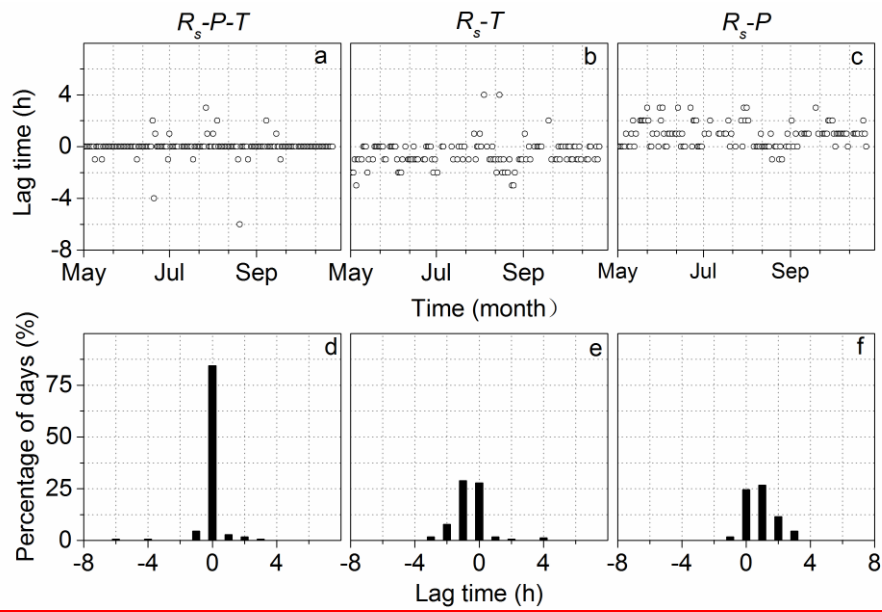 Rs-P-T Rs-T Rs-P
a b c
Lag time (h)
4
0
-4
-8
May Jul Sep May Jul Sep May Jul Sep
Time (month）
d e f
Percentage of days (%)
75
50
25
0
-8 -4 0 4 -8 -4 0 4 -8 -4 0 4 8
Lag time (h)